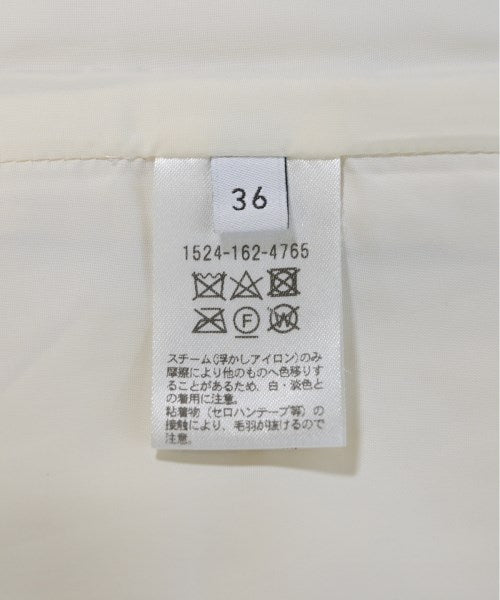 36
1524-162-4765
F
W
スチーム(浮かしアイロン)のみ
摩擦により他のものへ色移りす
ることがあるため、白・淡色と
の着用に注意。
粘着物（セロハンテープ等）の
接触により、毛羽が抜けるので
注意。